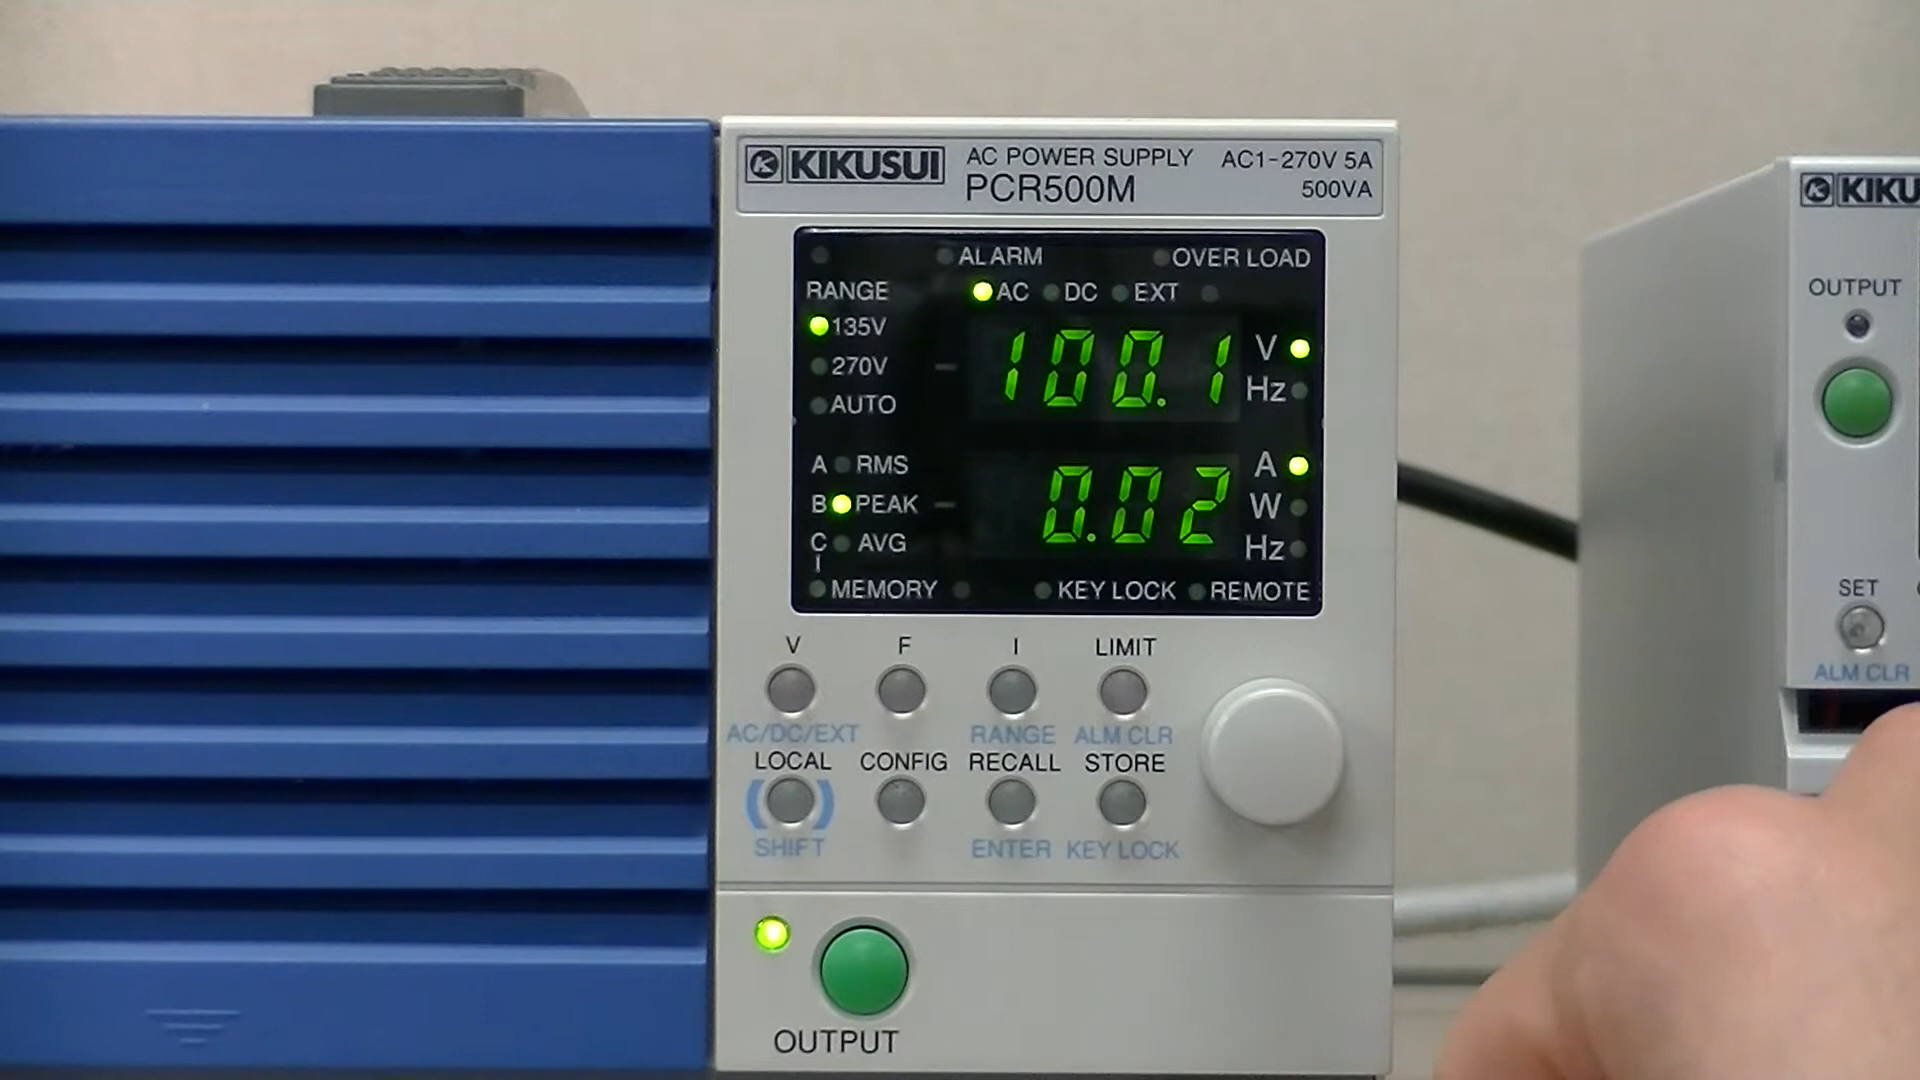 KIKUSUI
AC POWER SUPPLY
PCR500M
AC1-270V 5A
500VA
ALARM
OVER LOAD
RANGE
AC
DC
EXT
135V
270V
AUTO
100.1
V
Hz
A RMS
B PEAK
C AVG
I
0.02
A
W
Hz
MEMORY
KEY LOCK
REMOTE
V
F
I
LIMIT
AC/DC/EXT
RANGE
ALM CLR
LOCAL
CONFIG
RECALL
STORE
SHIFT
ENTER
KEY LOCK
OUTPUT
KIKU
OUTPUT
SET
ALM CLR